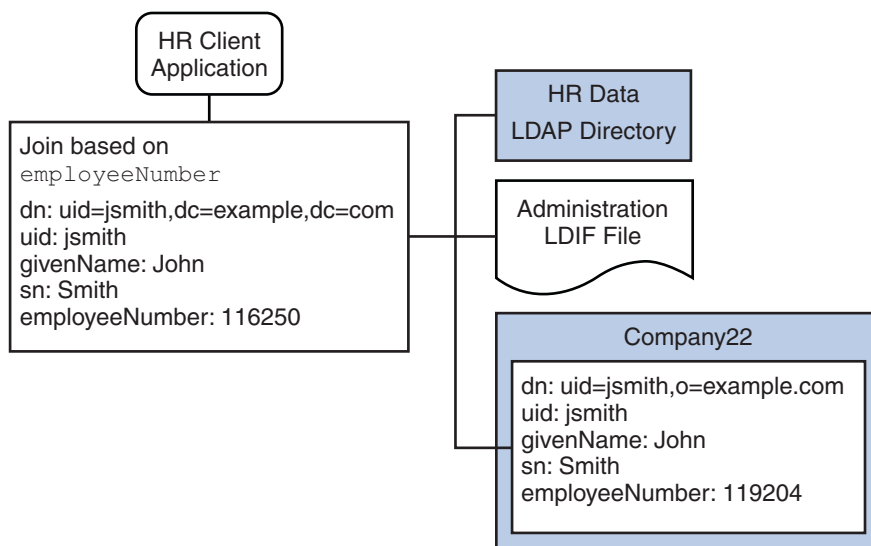 HR Client
Application
Join based on
employeeNumber
dn: uid=jsmith,dc=example,dc=com
uid: jsmith
givenName: John
sn: Smith
employeeNumber: 116250
HR Data
LDAP Directory
Administration
LDIF File
Company22
dn: uid=jsmith,o=example.com
uid: jsmith
givenName: John
sn: Smith
employeeNumber: 119204